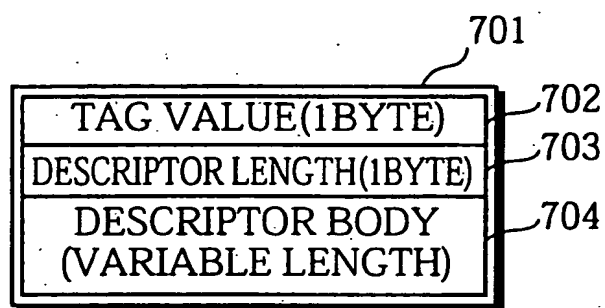 701
TAG VALUE(1BYTE)
702
DESCRIPTOR LENGTH(1BYTE)
703
DESCRIPTOR BODY
(VARIABLE LENGTH)
704